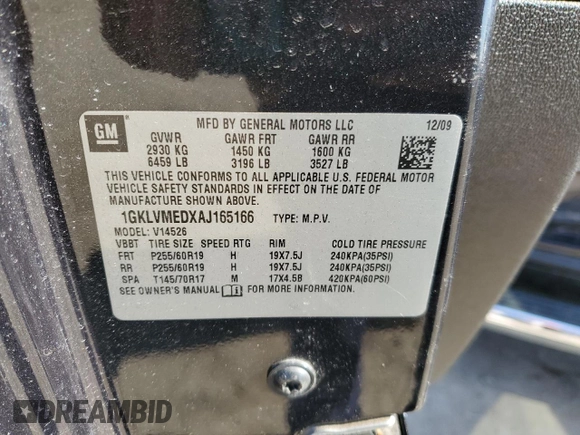 GM
MFD BY GENERAL MOTORS LLC 12/09
GVWR GAWR FRT GAWR RR
2930 KG 1450 KG 1600 KG
6459 LB 3196 LB 3527 LB
THIS VEHICLE CONFORMS TO ALL APPLICABLE U.S. FEDERAL MOTOR
VEHICLE SAFETY STANDARDS IN EFFECT ON THE DATE OF
MANUFACTURE SHOWN ABOVE.
1GKLVMEDXAJ165166 TYPE: M.P.V.
MODEL: V14526
VBBT TIRE SIZE SPEED RTG RIM COLD TIRE PRESSURE
FRT P255/60R19 H 19X7.5J 240KPA(35PSI)
RR P255/60R19 H 19X7.5J 240KPA(35PSI)
SPA T145/70R17 M 17X4.5B 420KPA(60PSI)
SEE OWNER'S MANUAL FOR MORE INFORMATION.
DREAMBID